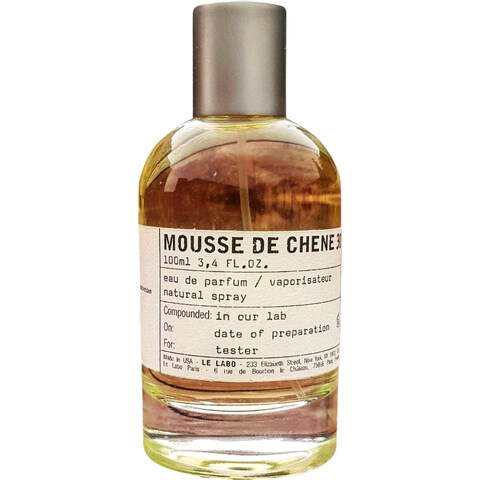 MOUSSE DE CHENE 30
100ml 3,4 FL.OZ.
eau de parfum / vaporisateur
natural spray
Compounded: in our lab
On: date of preparation
For: tester
Made in USA - LE LABO - 233 Elizabeth Street, New York, NY
Le Labo Paris - 6 rue de Bourbon le Château, 75006 Paris